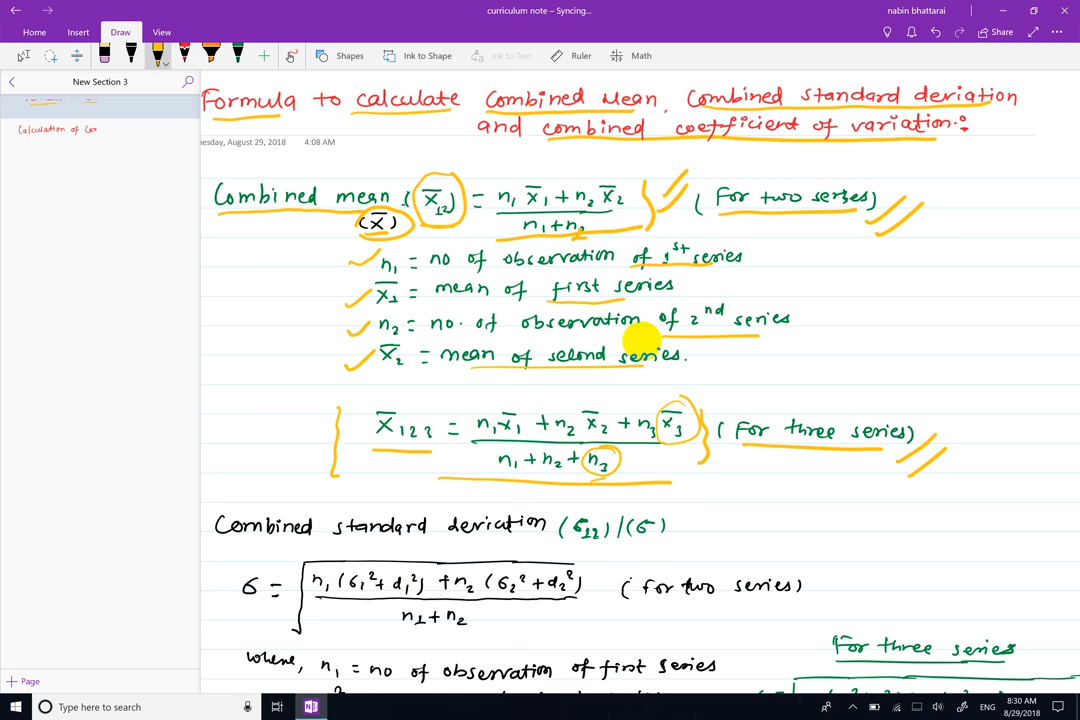 curriculum note - Syncing...
nabin bhattarai
Home Insert Draw View
Share
Shapes
Ink to Shape
Ink to Text
Ruler
Math
New Section 3
Calculation of Co
Formula to calculate Combined Mean, Combined standard deriation
and combined coefficient of variation:
nesday, August 29, 2018 4:08 AM
Combined mean (X̅₁₂) = n₁ X̅₁ + n₂ X̅₂ / n₁ + n₂ (For two series)
(X̅)
n₁ = no of observation of 1st series
X̅₁ = mean of first series
n₂ = no. of observation of 2nd series
X̅₂ = mean of second series.
X̅₁₂₃ = n₁X̅₁ + n₂ X̅₂ + n₃ X̅₃ / n₁ + n₂ + n₃ (For three series)
Combined standard deriation (σ₁₂)/(σ)
σ = √ n₁ (σ₁² + d₁²) + n₂ (σ₂² + d₂²) / n₁ + n₂ (for two series)
For three series
where, n₁ = no of observation of first series
Page
Type here to search
ENG
8:30 AM
8/29/2018